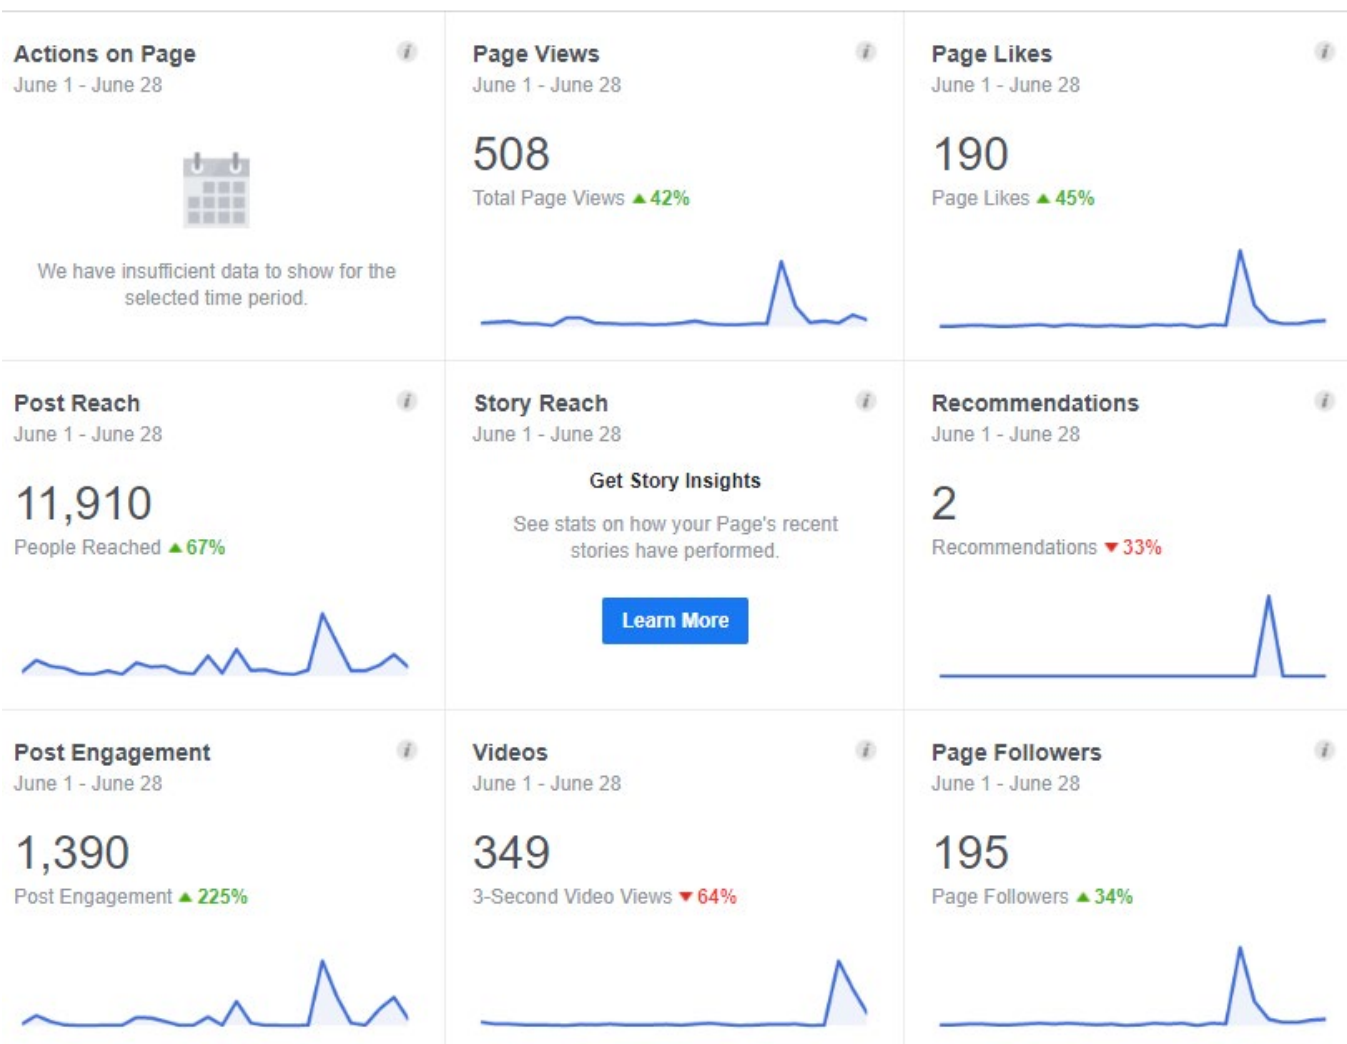 Actions on Page
June 1 - June 28
We have insufficient data to show for the
selected time period.
Page Views
June 1 - June 28
508
Total Page Views ▲ 42%
Page Likes
June 1 - June 28
190
Page Likes ▲ 45%
Post Reach
June 1 - June 28
11,910
People Reached ▲ 67%
Story Reach
June 1 - June 28
Get Story Insights
See stats on how your Page's recent
stories have performed.
Learn More
Recommendations
June 1 - June 28
2
Recommendations ▼ 33%
Post Engagement
June 1 - June 28
1,390
Post Engagement ▲ 225%
Videos
June 1 - June 28
349
3-Second Video Views ▼ 64%
Page Followers
June 1 - June 28
195
Page Followers ▲ 34%